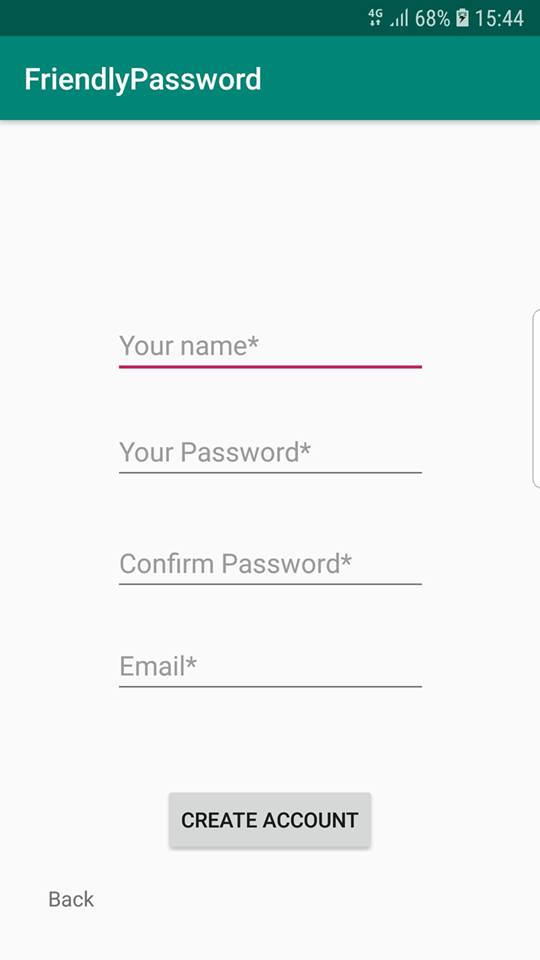 4G 68% 15:44
FriendlyPassword
Your name*
Your Password*
Confirm Password*
Email*
CREATE ACCOUNT
Back